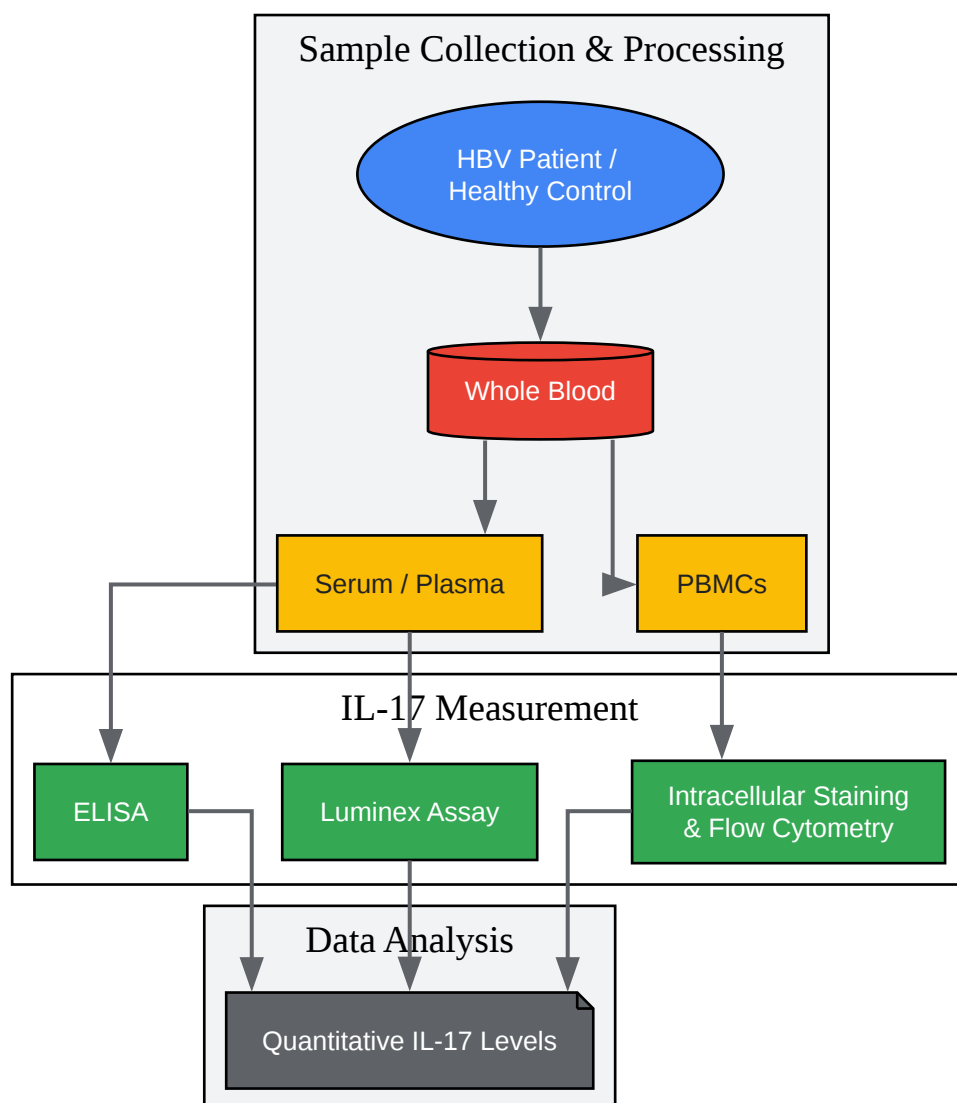 Sample Collection & Processing
HBV Patient /
Healthy Control
Whole Blood
Serum / Plasma
PBMCs
IL-17 Measurement
ELISA
Luminex Assay
Intracellular Staining
& Flow Cytometry
Data Analysis
Quantitative IL-17 Levels